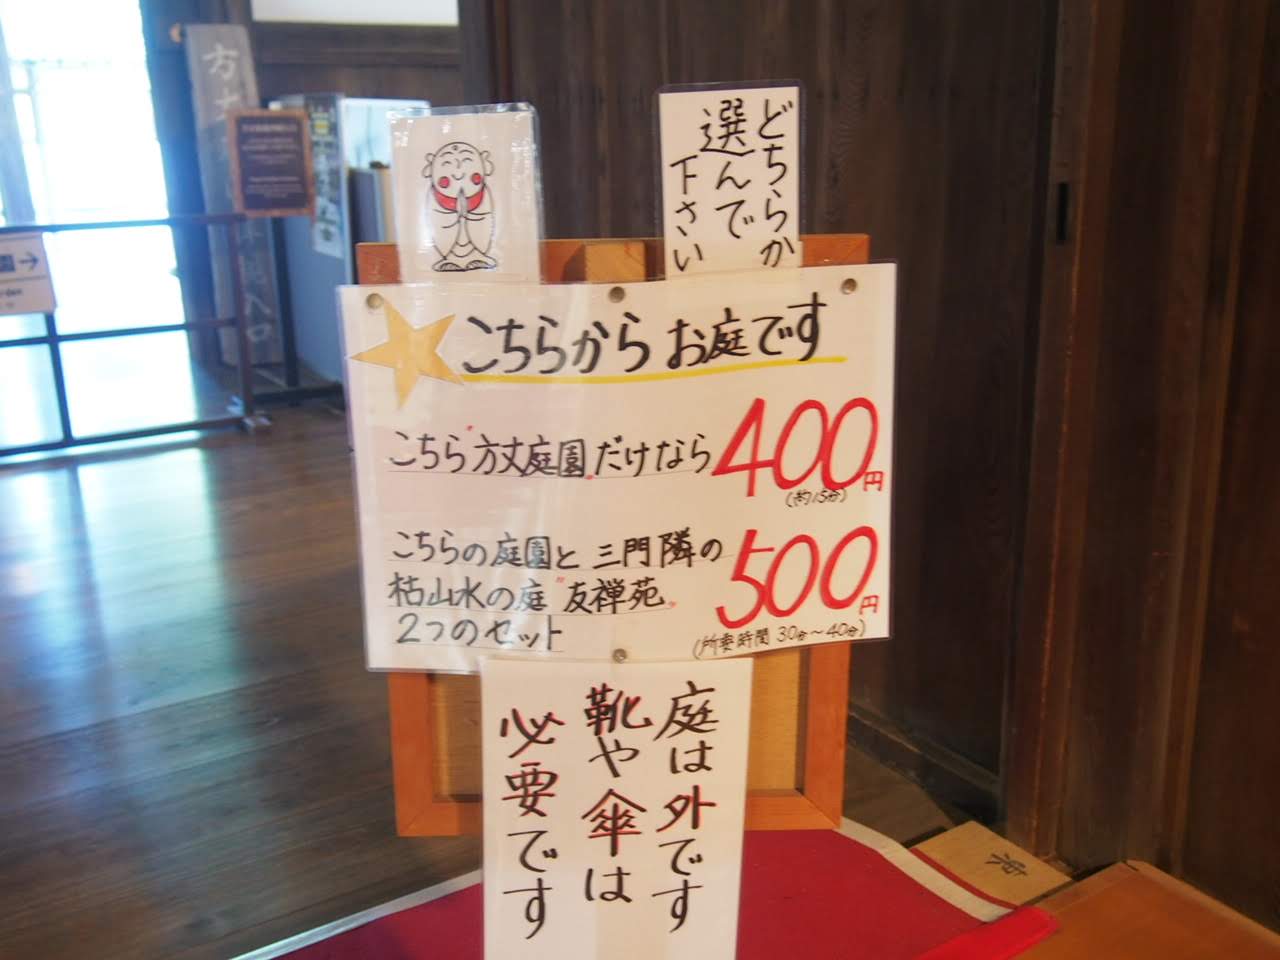 どちらか
選んで
下さい
こちらから お庭です
こちら"方丈庭園"だけなら 400円
(約15分)
こちらの庭園と 三門隣の
枯山水の庭"友禅苑"
2つのセット
500円
(所要時間 30分〜40分)
庭は外です
靴や傘は
必要です
方丈
園→